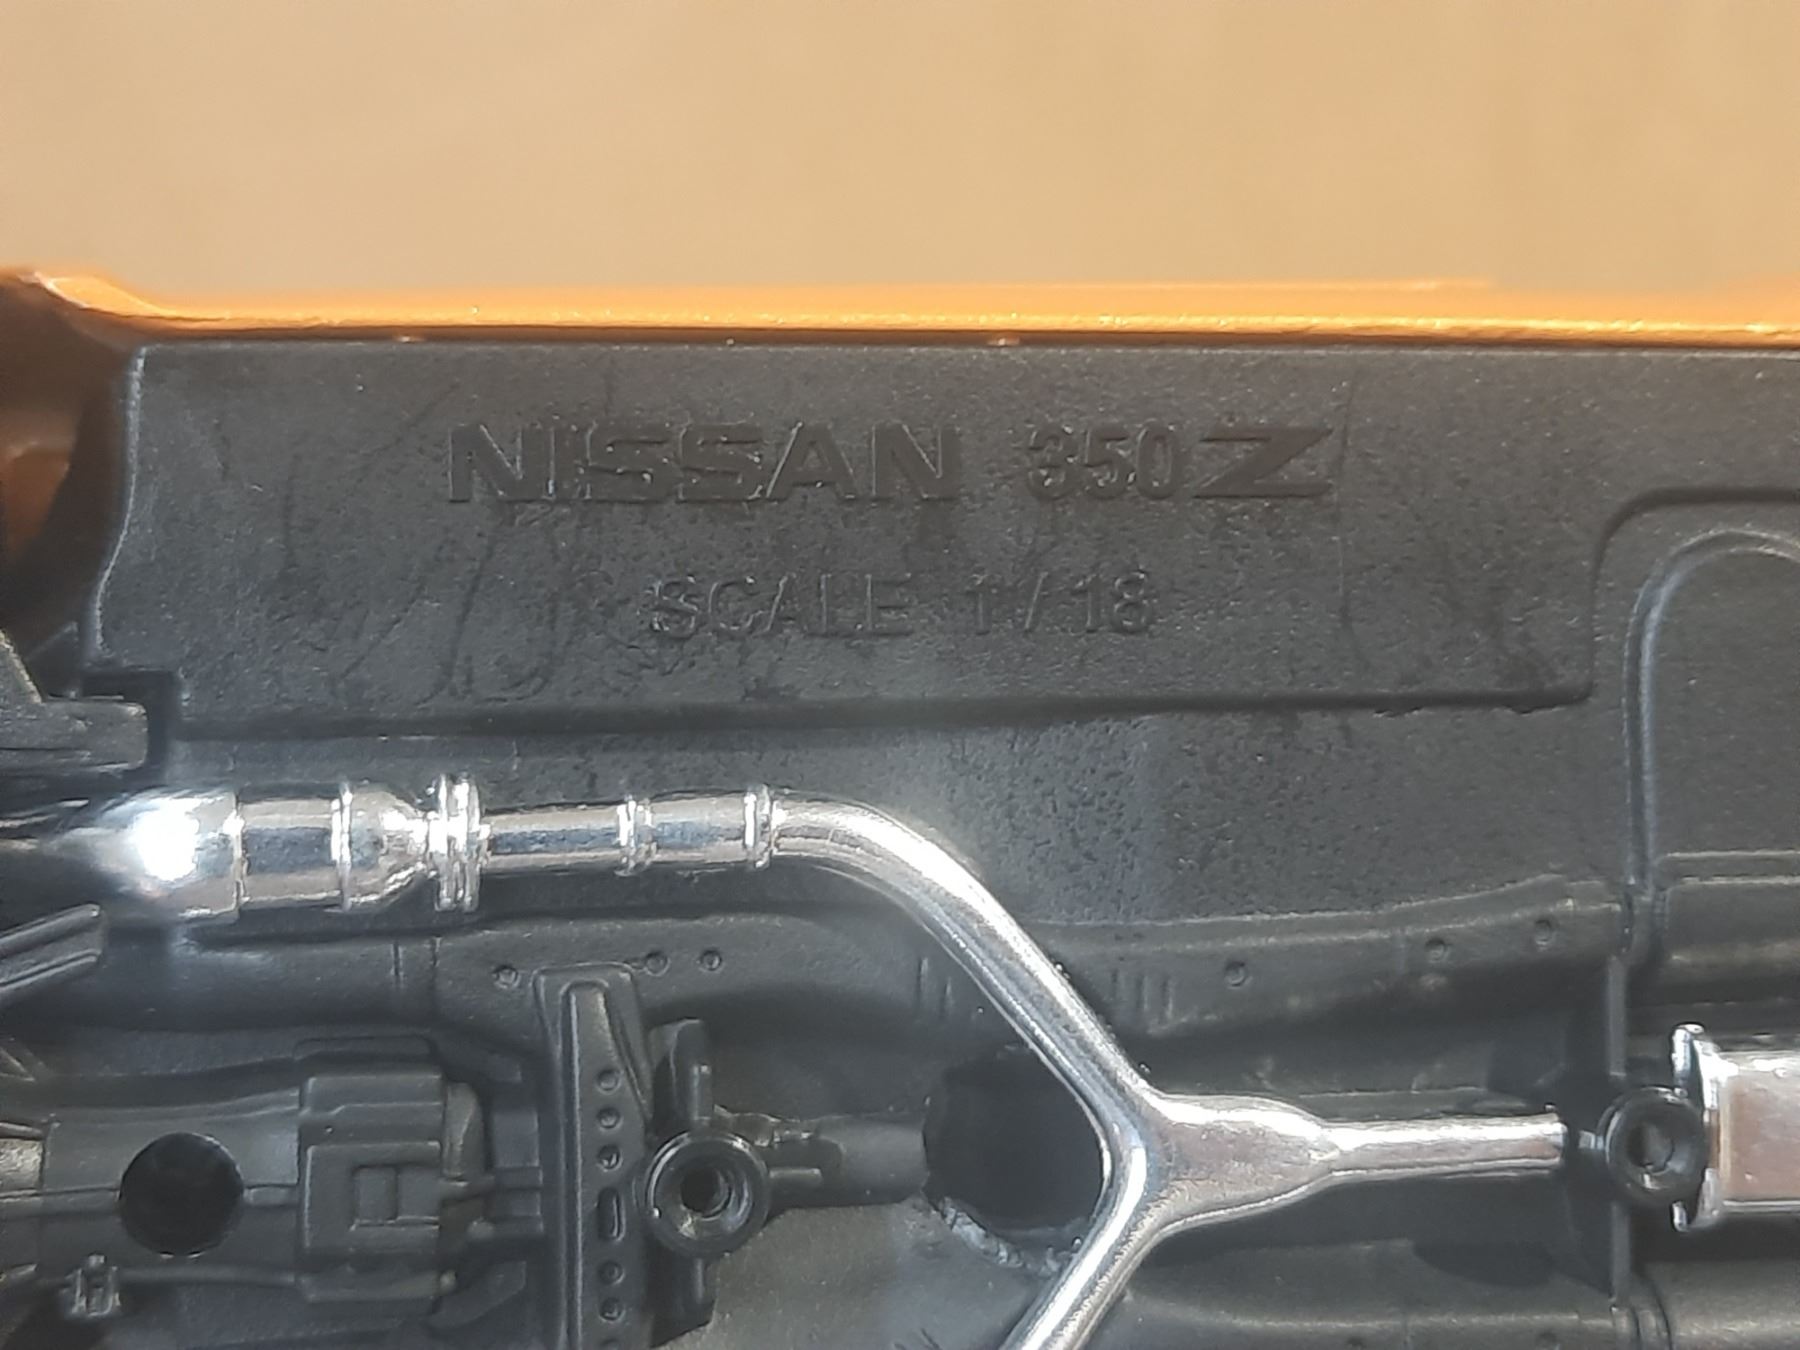 NISSAN 350Z
SCALE 1/18